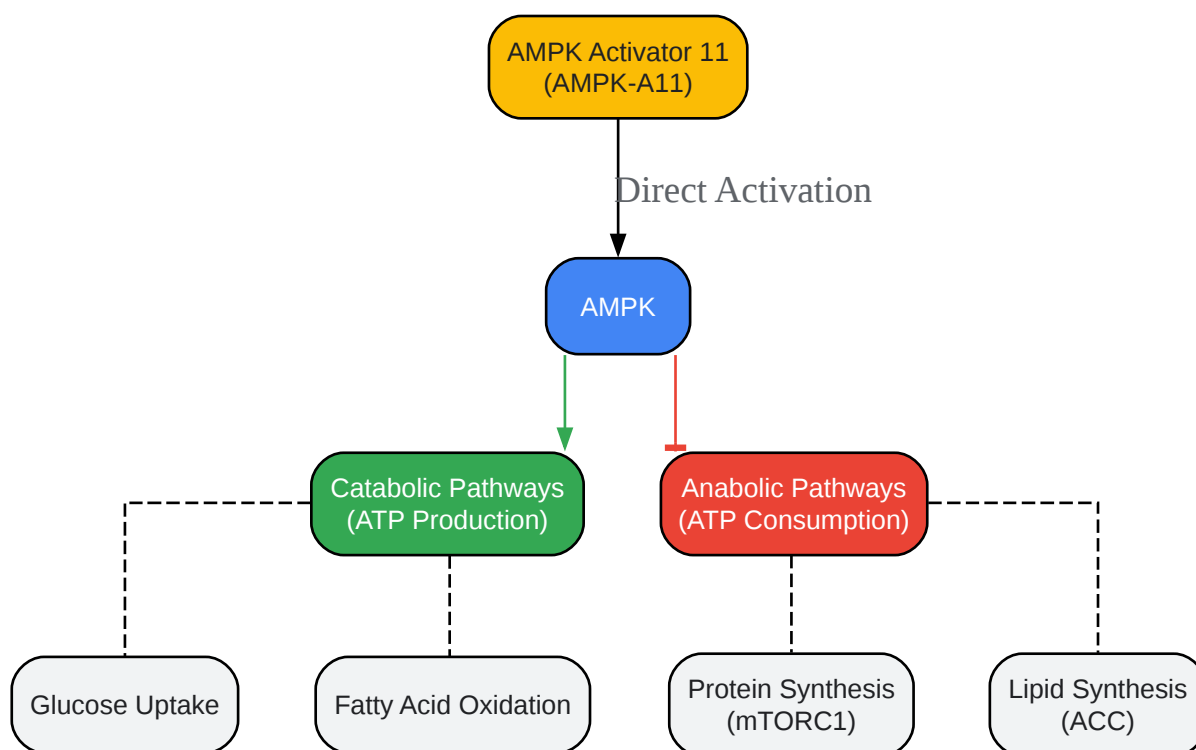 AMPK Activator 11
(AMPK-A11)
Direct Activation
AMPK
Catabolic Pathways
(ATP Production)
Anabolic Pathways
(ATP Consumption)
Glucose Uptake
Fatty Acid Oxidation
Protein Synthesis
(mTORC1)
Lipid Synthesis
(ACC)